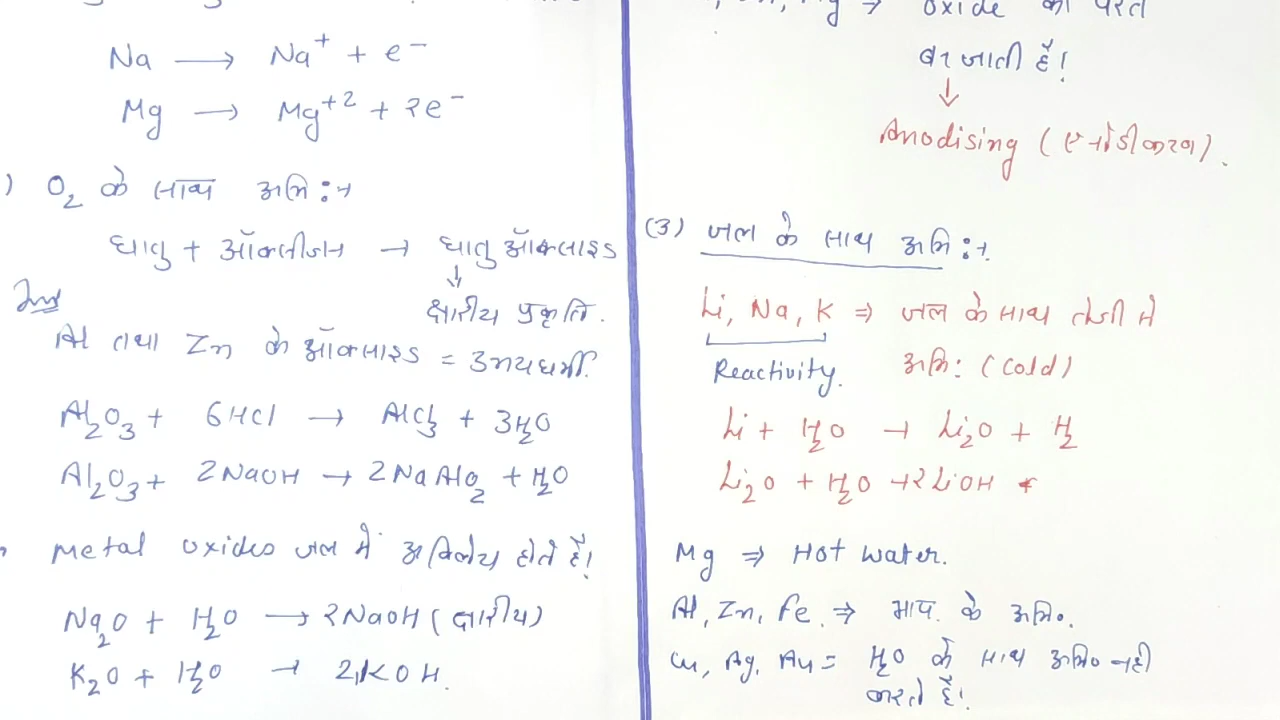 Na → Na⁺ + e⁻
Mg → Mg⁺² + 2e⁻
) O₂ के साथ अभि:न
धातु + ऑक्सीजन → धातु ऑक्साइड
↓
क्षारीय प्रकृति.
Al तथा Zn के ऑक्साइड = उभयधर्मी.
Al₂O₃ + 6HCl → AlCl₃ + 3H₂O
Al₂O₃ + 2NaOH → 2NaAlO₂ + H₂O
Metal oxides जल में अविलेय होते हैं!
Na₂O + H₂O → 2NaOH (क्षारीय)
K₂O + H₂O → 2KOH.
oxide की परत
बन जाती हैं!
↓
Anodising (एनोडीकरण).
(3) जल के साथ अभि:न.
Li, Na, K ⇒ जल के साथ तेजी से
Reactivity. अभि: (cold)
Li + H₂O → Li₂O + H₂
Li₂O + H₂O → 2LiOH
Mg ⇒ Hot water.
Al, Zn, Fe. ⇒ भाप के अभि०.
Cu, Ag, Au = H₂O के साथ अभि० नही
करते हैं!